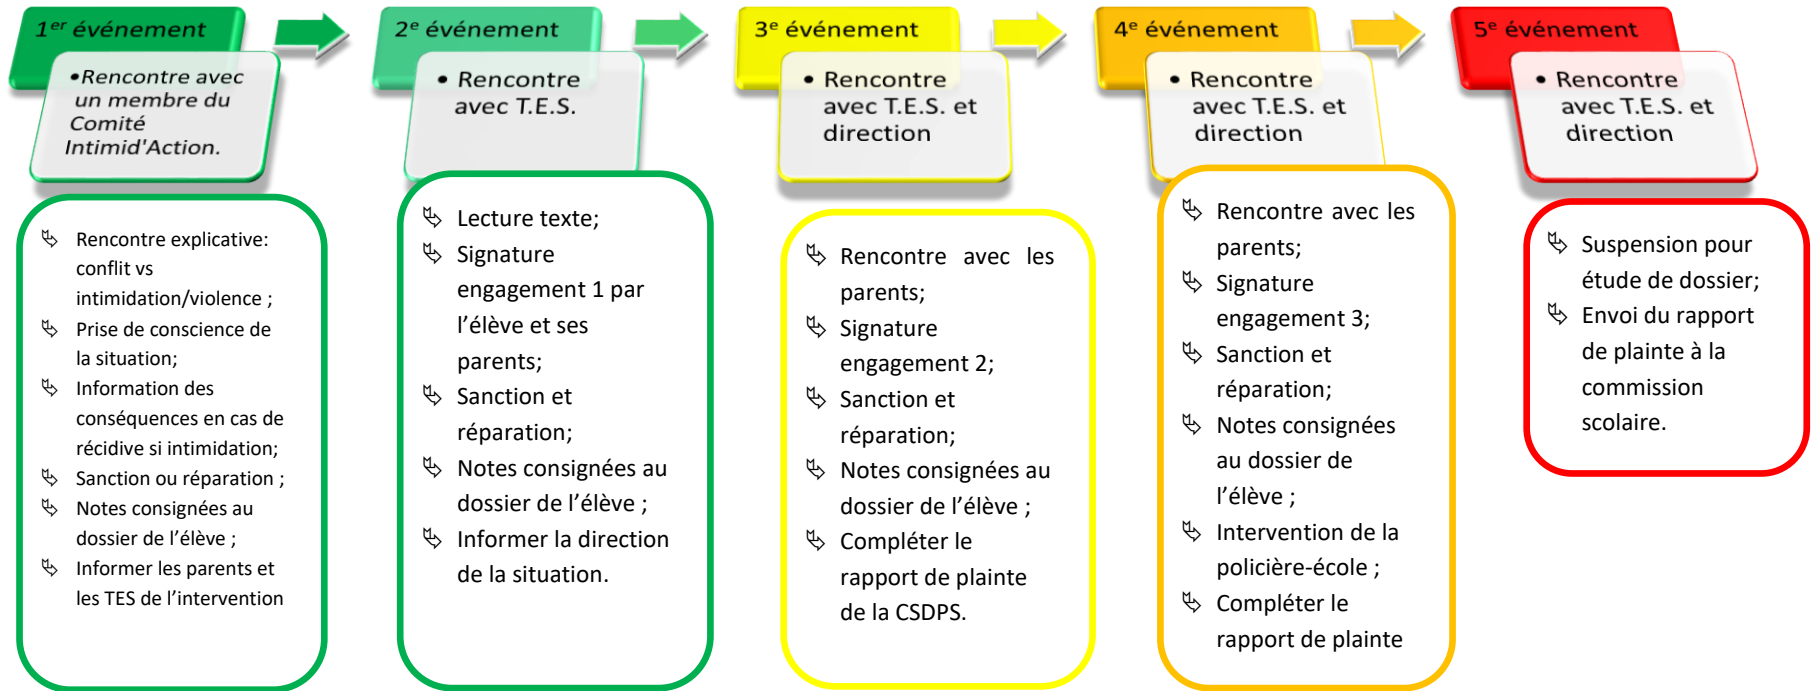 1er événement
•Rencontre avec
un membre du
Comité
Intimid'Action.
Rencontre explicative:
conflit vs
intimidation/violence ;
Prise de conscience de
la situation;
Information des
conséquences en cas de
récidive si intimidation;
Sanction ou réparation ;
Notes consignées au
dossier de l’élève ;
Informer les parents et
les TES de l’intervention
2e événement
• Rencontre
avec T.E.S.
Lecture texte;
Signature
engagement 1 par
l’élève et ses
parents;
Sanction et
réparation;
Notes consignées au
dossier de l’élève ;
Informer la direction
de la situation.
3e événement
• Rencontre
avec T.E.S. et
direction
Rencontre avec les
parents;
Signature
engagement 2;
Sanction et
réparation;
Notes consignées au
dossier de l’élève ;
Compléter le
rapport de plainte
de la CSDPS.
4e événement
• Rencontre
avec T.E.S. et
direction
Rencontre avec les
parents;
Signature
engagement 3;
Sanction et
réparation;
Notes consignées
au dossier de
l’élève ;
Intervention de la
policière-école ;
Compléter le
rapport de plainte
5e événement
• Rencontre
avec T.E.S. et
direction
Suspension pour
étude de dossier;
Envoi du rapport
de plainte à la
commission
scolaire.